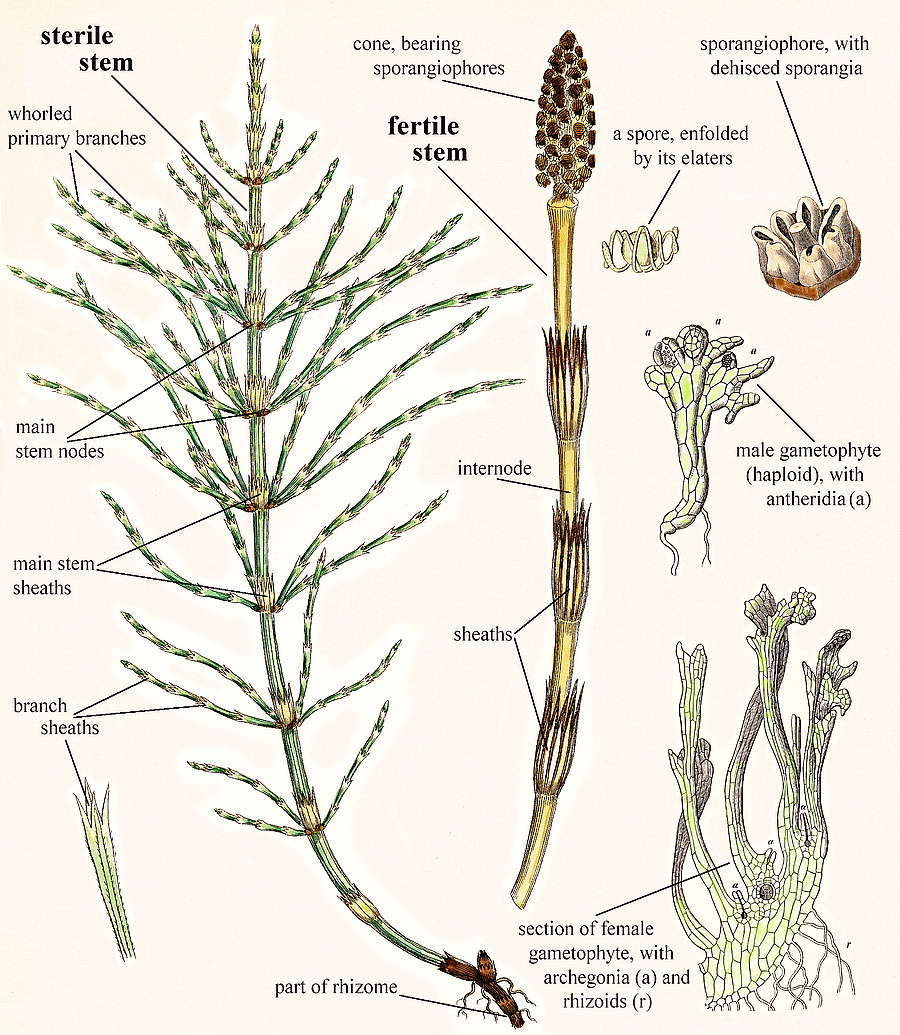 sterile
stem
whorled
primary branches
cone, bearing
sporangiophores
fertile
stem
sporangiophore, with
dehisced sporangia
a spore, enfolded
by its elaters
a
a
a
main
stem nodes
internode
male gametophyte
(haploid), with
antheridia (a)
main stem
sheaths
sheaths
branch
sheaths
a
a
a
r
section of female
gametophyte, with
archegonia (a) and
rhizoids (r)
part of rhizome